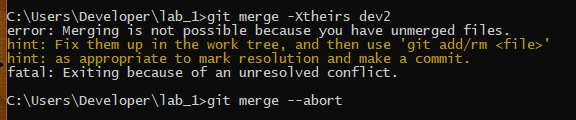 C:\Users\Developer\lab_1>git merge -Xtheirs dev2
error: Merging is not possible because you have unmerged files.
hint: Fix them up in the work tree, and then use 'git add/rm <file>'
hint: as appropriate to mark resolution and make a commit.
fatal: Exiting because of an unresolved conflict.
C:\Users\Developer\lab_1>git merge --abort